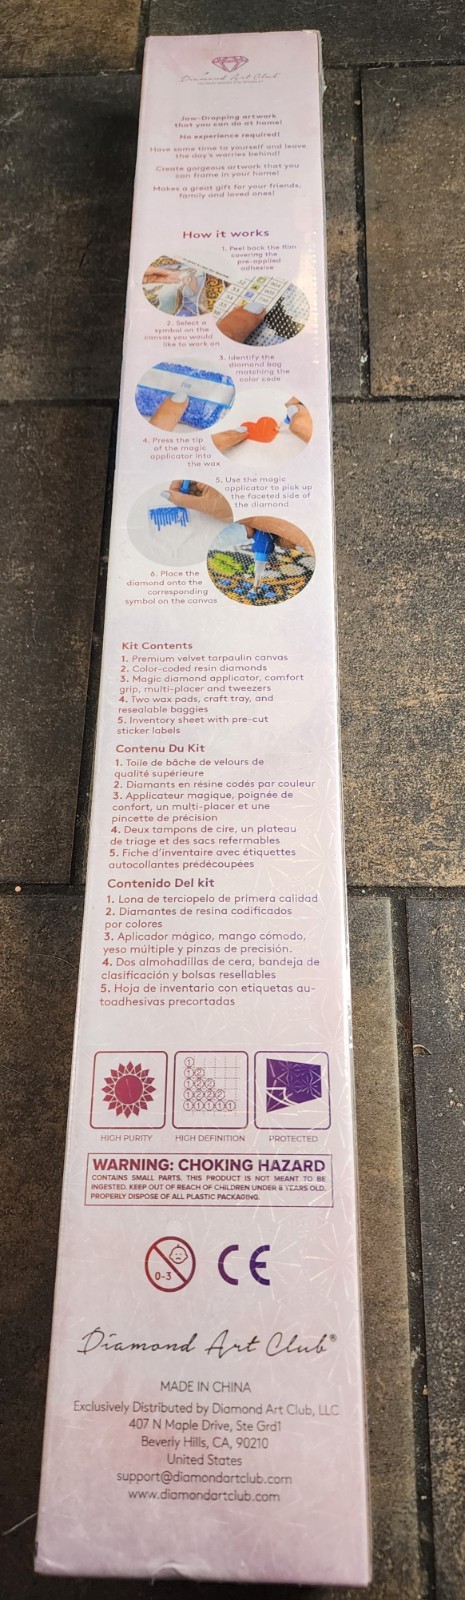 Diamond Art Club
Jaw-Dropping artwork
that you can do at home!
No experience required!
Have some time to yourself and leave
the day's worries behind!
Create gorgeous artwork that you
can frame in your home!
Makes a great gift for your friends,
family and loved ones!
How it works
1. Peel back the film
covering the
pre-applied
adhesive
2. Select a
symbol on the
canvas you would
like to work on
3. Identify the
diamond bag
matching the
color code
4. Press the tip
of the magic
applicator into
the wax
5. Use the magic
applicator to pick up
the faceted side of
the diamond
6. Place the
diamond onto the
corresponding
symbol on the canvas
Kit Contents
1. Premium velvet tarpaulin canvas
2. Color-coded resin diamonds
3. Magic diamond applicator, comfort
grip, multi-placer and tweezers
4. Two wax pads, craft tray, and
resealable baggies
5. Inventory sheet with pre-cut
sticker labels
Contenu Du Kit
1. Toile de bâche de velours de
qualité supérieure
2. Diamants en résine codés par couleur
3. Applicateur magique, poignée de
confort, un multi-placer et une
pincette de précision
4. Deux tampons de cire, un plateau
de triage et des sacs refermables
5. Fiche d'inventaire avec étiquettes
autocollantes prédécoupées
Contenido Del kit
1. Lona de terciopelo de primera calidad
2. Diamantes de resina codificados
por colores
3. Aplicador mágico, mango cómodo,
yeso múltiple y pinzas de precisión.
4. Dos almohadillas de cera, bandeja de
clasificación y bolsas resellables
5. Hoja de inventario con etiquetas au-
toadhesivas precortadas
HIGH PURITY HIGH DEFINITION PROTECTED
WARNING: CHOKING HAZARD
CONTAINS SMALL PARTS. THIS PRODUCT IS NOT MEANT TO BE
INGESTED. KEEP OUT OF REACH OF CHILDREN UNDER 8 YEARS OLD.
PROPERLY DISPOSE OF ALL PLASTIC PACKAGING.
0-3 CE
Diamond Art Club®
MADE IN CHINA
Exclusively Distributed by Diamond Art Club, LLC
407 N Maple Drive, Ste Grd1
Beverly Hills, CA, 90210
United States
support@diamondartclub.com
www.diamondartclub.com